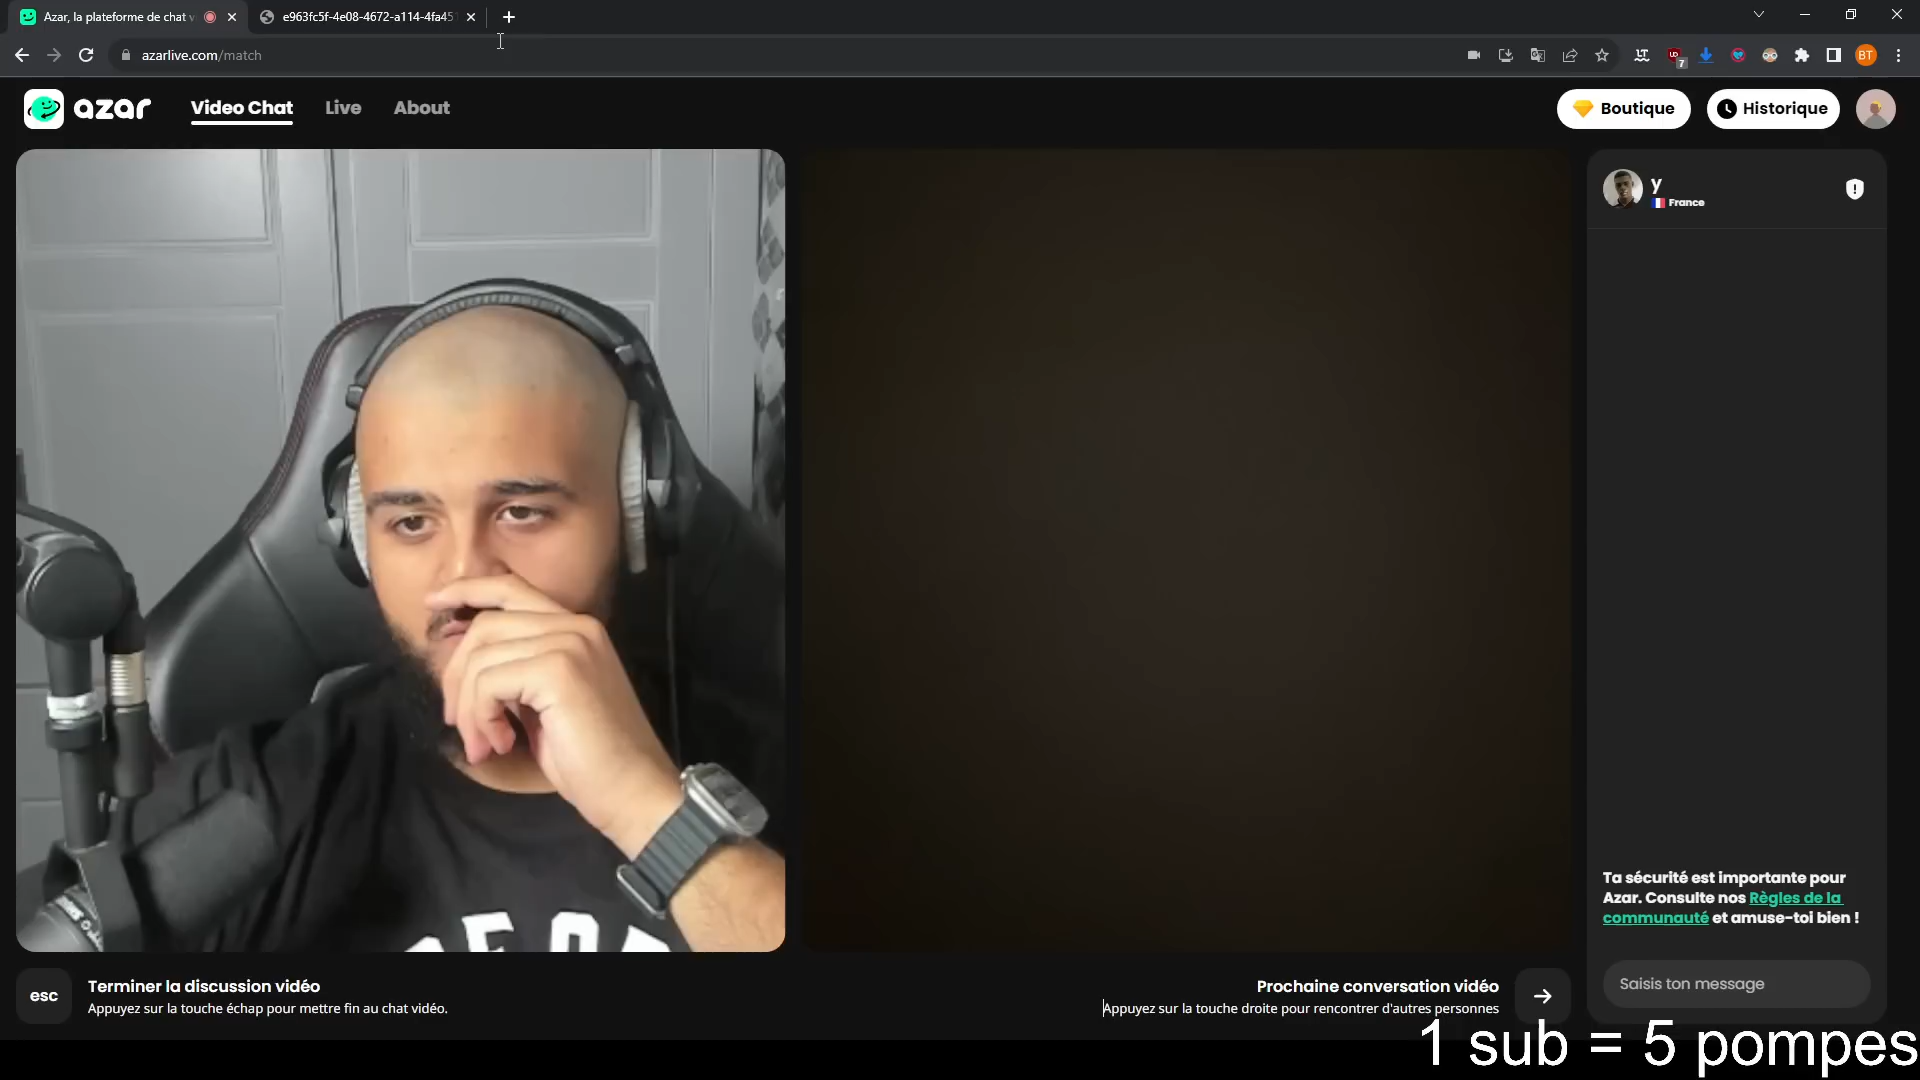 Azar, la plateforme de chat v
e963fc5f-4e08-4672-a114-4fa451
azarlive.com/match
7
BT
azar
Video Chat
Live
About
Boutique
Historique
y
France
Ta sécurité est importante pour
Azar. Consulte nos Règles de la
communauté et amuse-toi bien !
esc
Terminer la discussion vidéo
Appuyez sur la touche échap pour mettre fin au chat vidéo.
Prochaine conversation vidéo
Appuyez sur la touche droite pour rencontrer d'autres personnes
Saisis ton message
1 sub = 5 pompes